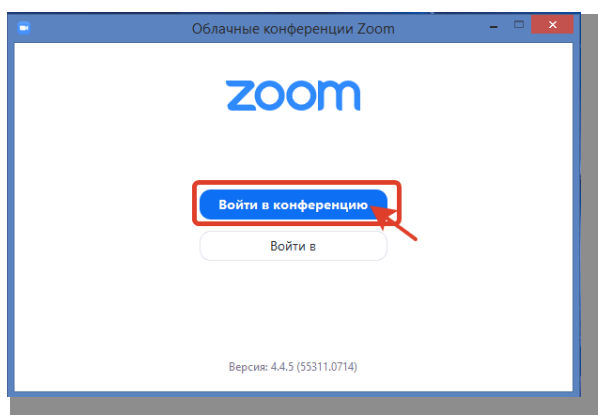 Облачные конференции Zoom
zoom
Войти в конференцию
Войти в
Версия: 4.4.5 (55311.0714)